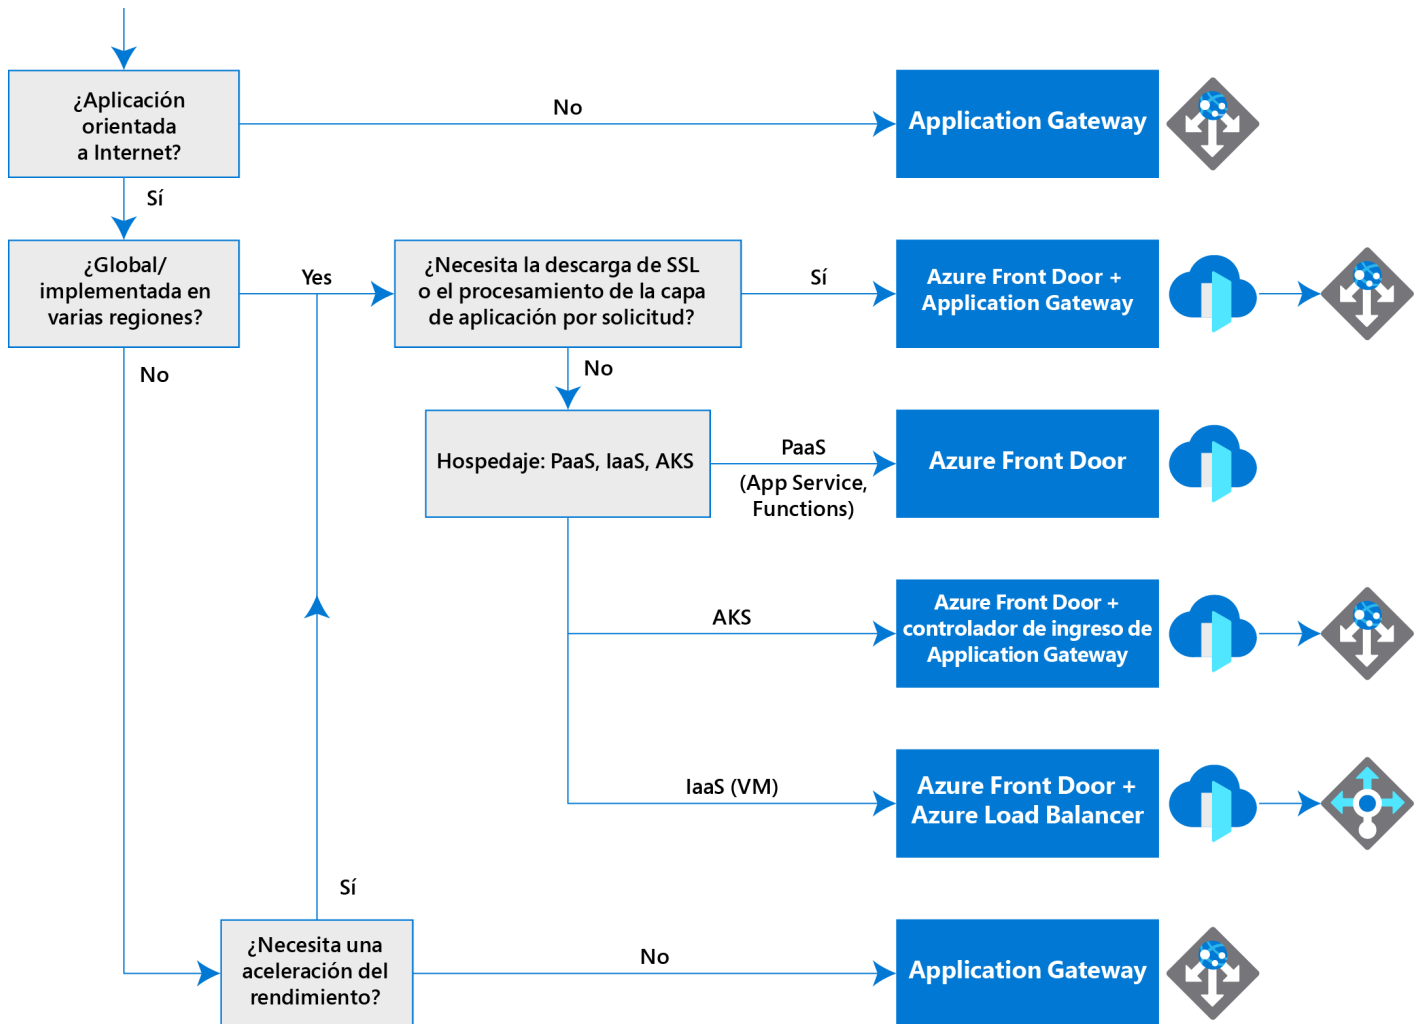 ¿Aplicación
orientada
a Internet?
No
Application Gateway
Sí
¿Global/
implementada en
varias regiones?
Yes
¿Necesita la descarga de SSL
o el procesamiento de la capa
de aplicación por solicitud?
Sí
Azure Front Door +
Application Gateway
No
No
Hospedaje: PaaS, IaaS, AKS
PaaS
(App Service,
Functions)
Azure Front Door
AKS
Azure Front Door +
controlador de ingreso de
Application Gateway
IaaS (VM)
Azure Front Door +
Azure Load Balancer
Sí
¿Necesita una
aceleración del
rendimiento?
No
Application Gateway